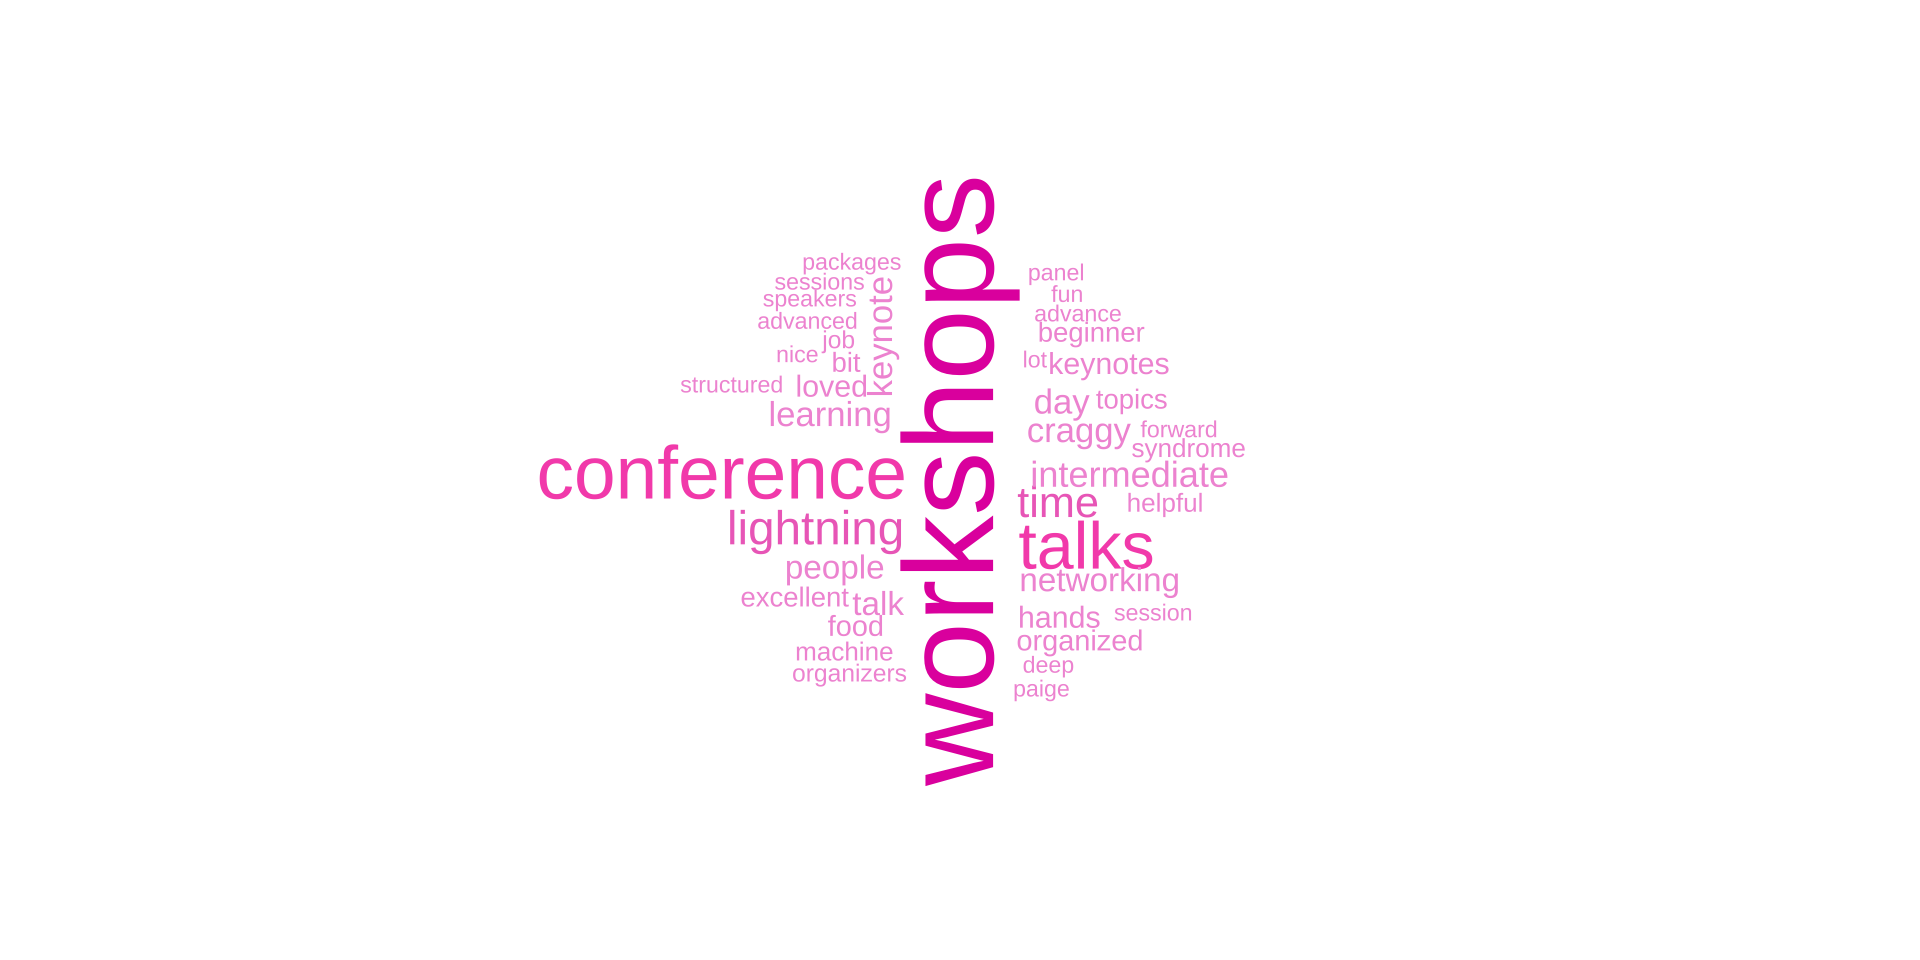 packages
sessions
speakers
advanced
job
nice
bit
keynote
structured
loved
learning
conference
lightning
people
excellent
talk
food
machine
organizers
workshops
panel
fun
advance
beginner
lot
keynotes
day
topics
craggy
forward
syndrome
intermediate
time
helpful
talks
networking
hands
session
organized
deep
paige